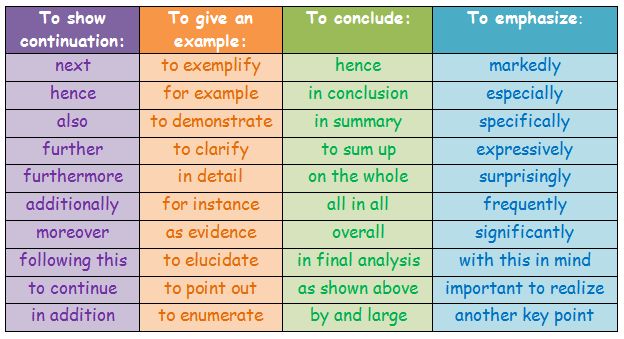 To show continuation: To give an example: To conclude: To emphasize:
next to exemplify hence markedly
hence for example in conclusion especially
also to demonstrate in summary specifically
further to clarify to sum up expressively
furthermore in detail on the whole surprisingly
additionally for instance all in all frequently
moreover as evidence overall significantly
following this to elucidate in final analysis with this in mind
to continue to point out as shown above important to realize
in addition to enumerate by and large another key point